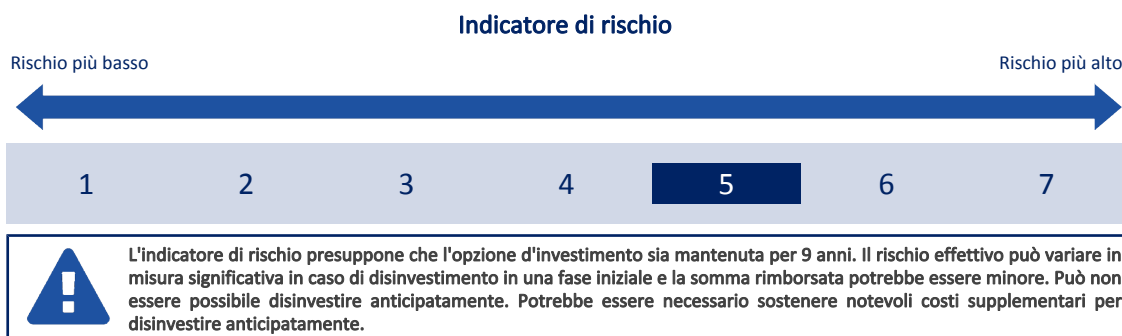 Indicatore di rischio
Rischio più basso
Rischio più alto
1 2 3 4 5 6 7
L'indicatore di rischio presuppone che l'opzione d'investimento sia mantenuta per 9 anni. Il rischio effettivo può variare in
misura significativa in caso di disinvestimento in una fase iniziale e la somma rimborsata potrebbe essere minore. Può non
essere possibile disinvestire anticipatamente. Potrebbe essere necessario sostenere notevoli costi supplementari per
disinvestire anticipatamente.